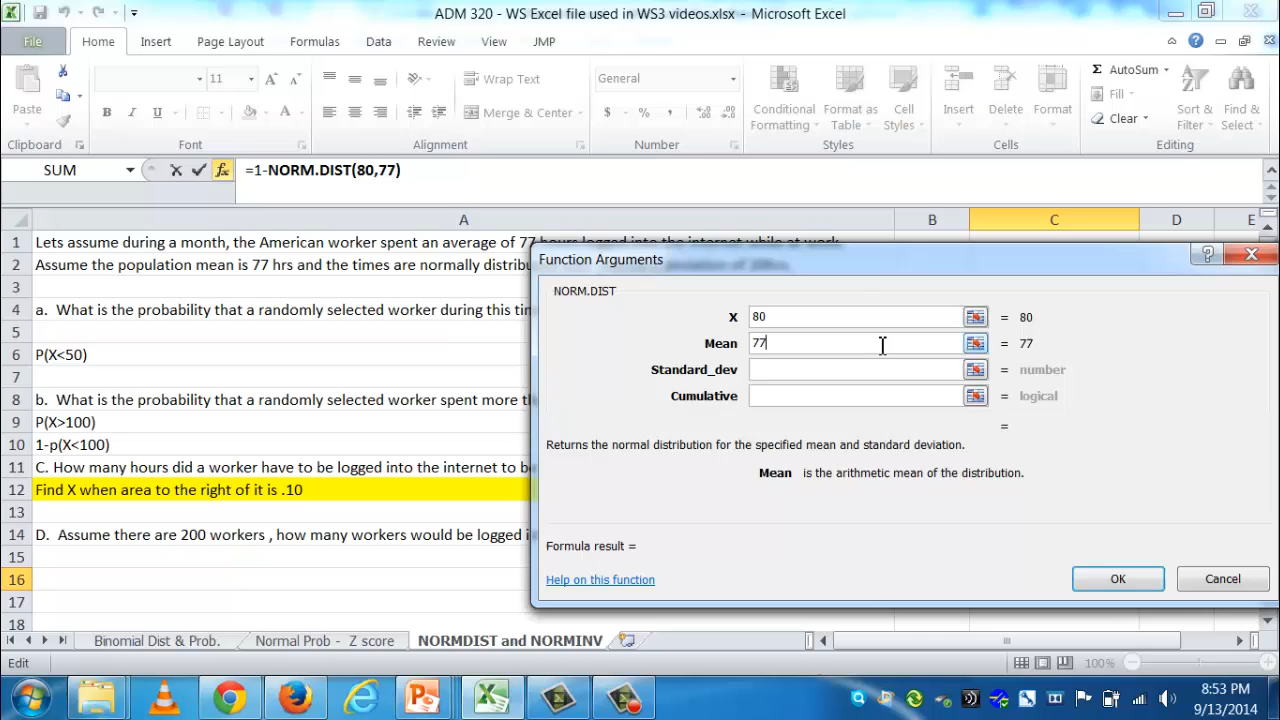 ADM 320 - WS Excel file used in WS3 videos.xlsx - Microsoft Excel
File Home Insert Page Layout Formulas Data Review View JMP
11 Wrap Text General AutoSum
Paste Conditional Formatting Format as Table Cell Styles Insert Delete Format Fill Sort & Filter Find & Select
B I U Merge & Center $ % , Clear
Clipboard Font Alignment Number Styles Cells Editing
SUM fx =1-NORM.DIST(80,77)
A B C D E
1 Lets assume during a month, the American worker spent an average of 77 hours logged into the internet while at work
2 Assume the population mean is 77 hrs and the times are normally distribu
3
4 a. What is the probability that a randomly selected worker during this ti
6 P(X<50)
7
8 b. What is the probability that a randomly selected worker spent more th
9 P(X>100)
10 1-p(X<100)
11 C. How many hours did a worker have to be logged into the internet to be
12 Find X when area to the right of it is .10
13
14 D. Assume there are 200 workers , how many workers would be logged i
15
16
17
18
Function Arguments
NORM.DIST
X 80 = 80
Mean 77 = 77
Standard_dev = number
Cumulative = logical
=
Returns the normal distribution for the specified mean and standard deviation.
Mean is the arithmetic mean of the distribution.
Formula result =
Help on this function OK Cancel
Binomial Dist & Prob. Normal Prob - Z score NORMDIST and NORMINV
Edit 100%
8:53 PM
9/13/2014